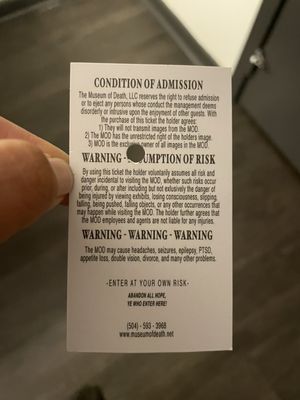 CONDITION OF ADMISSION
The Museum of Death, LLC reserves the right to refuse admission
or to eject any persons whose conduct the management deems
disorderly or intrusive upon the enjoyment of other guests. With
the purchase of this ticket the holder agrees:
1) They will not transmit images from the MOD.
2) The MOD has the unrestricted right of the holders image.
3) MOD is the exclusive owner of all images in the MOD.
WARNING - UMPTION OF RISK
By using this ticket the holder voluntarily assumes all risk and
danger incidental to visiting the MOD, whether such risks occur
prior, during, or after including but not exlusively the danger of
being injured by viewing exhibits, losing consciousness, slipping,
falling, being pushed, falling objects, or any other occurrences that
may happen while visiting the MOD. The holder further agrees that
the MOD employees and agents are not liable for any injuries.
WARNING - WARNING - WARNING
The MOD may cause headaches, seizures, epilepsy, PTSD,
appetite loss, double vision, divorce, and many other problems.
-ENTER AT YOUR OWN RISK-
ABANDON ALL HOPE,
YE WHO ENTER HERE!
(504) - 593 - 3968
www.museumofdeath.net